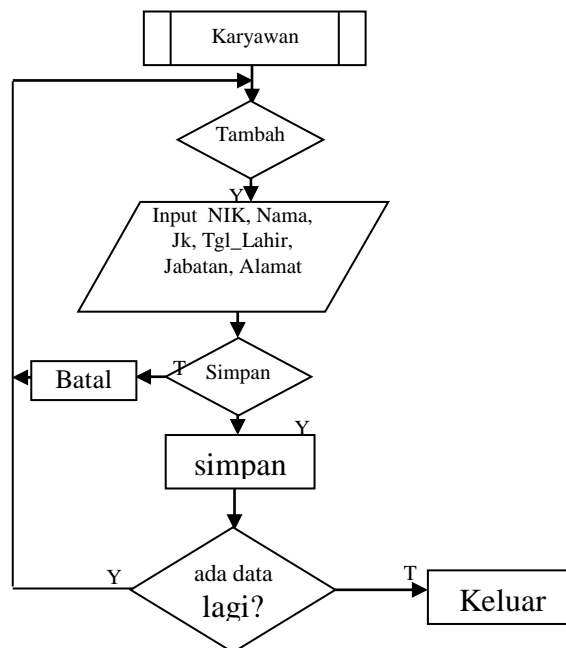 Karyawan
Tambah
Y
Input NIK, Nama,
Jk, Tgl_Lahir,
Jabatan, Alamat
Simpan
T
Batal
Y
simpan
ada data
lagi?
Y
T
Keluar